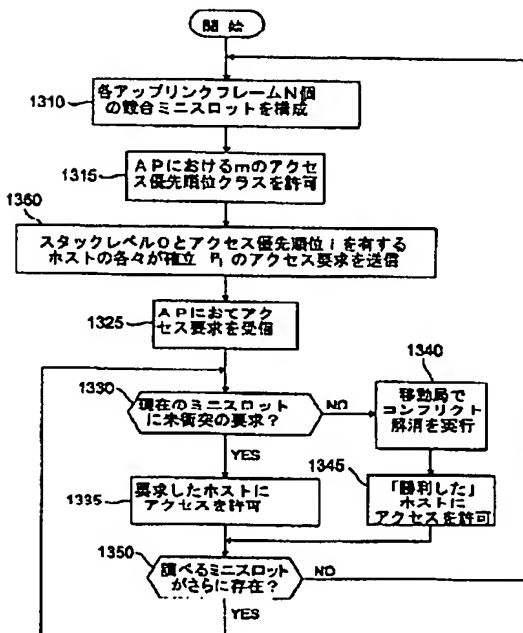 開始
1310
各アップリンクフレームN個
の競合ミニスロットを構成
1315
APにおけるmのアクセ
ス優先順位クラスを許可
1360
スタックレベル0とアクセス優先順位iを有する
ホストの各々が確立 Piのアクセス要求を送信
1325
APにおてアク
セス要求を受信
1330
現在のミニスロット
に未衝突の要求?
NO
1340
移動局で
コンフリクト
解消を実行
YES
1335
要求したホストに
アクセスを許可
1345
「勝利した」
ホストに
アクセスを許可
1350
調べるミニスロット
がさらに存在?
NO
YES